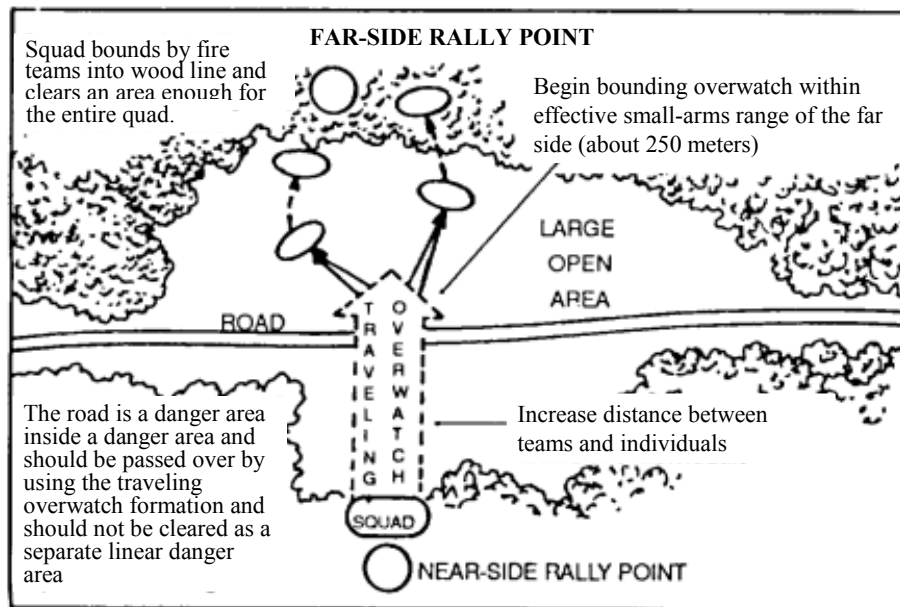 FAR-SIDE RALLY POINT
Squad bounds by fire
teams into wood line and
clears an area enough for
the entire quad.
Begin bounding overwatch within
effective small-arms range of the far
side (about 250 meters)
LARGE
OPEN
AREA
ROAD
TRAVELING
OVERWATCH
The road is a danger area
inside a danger area and
should be passed over by
using the traveling
overwatch formation and
should not be cleared as a
separate linear danger
area
Increase distance between
teams and individuals
SQUAD
NEAR-SIDE RALLY POINT